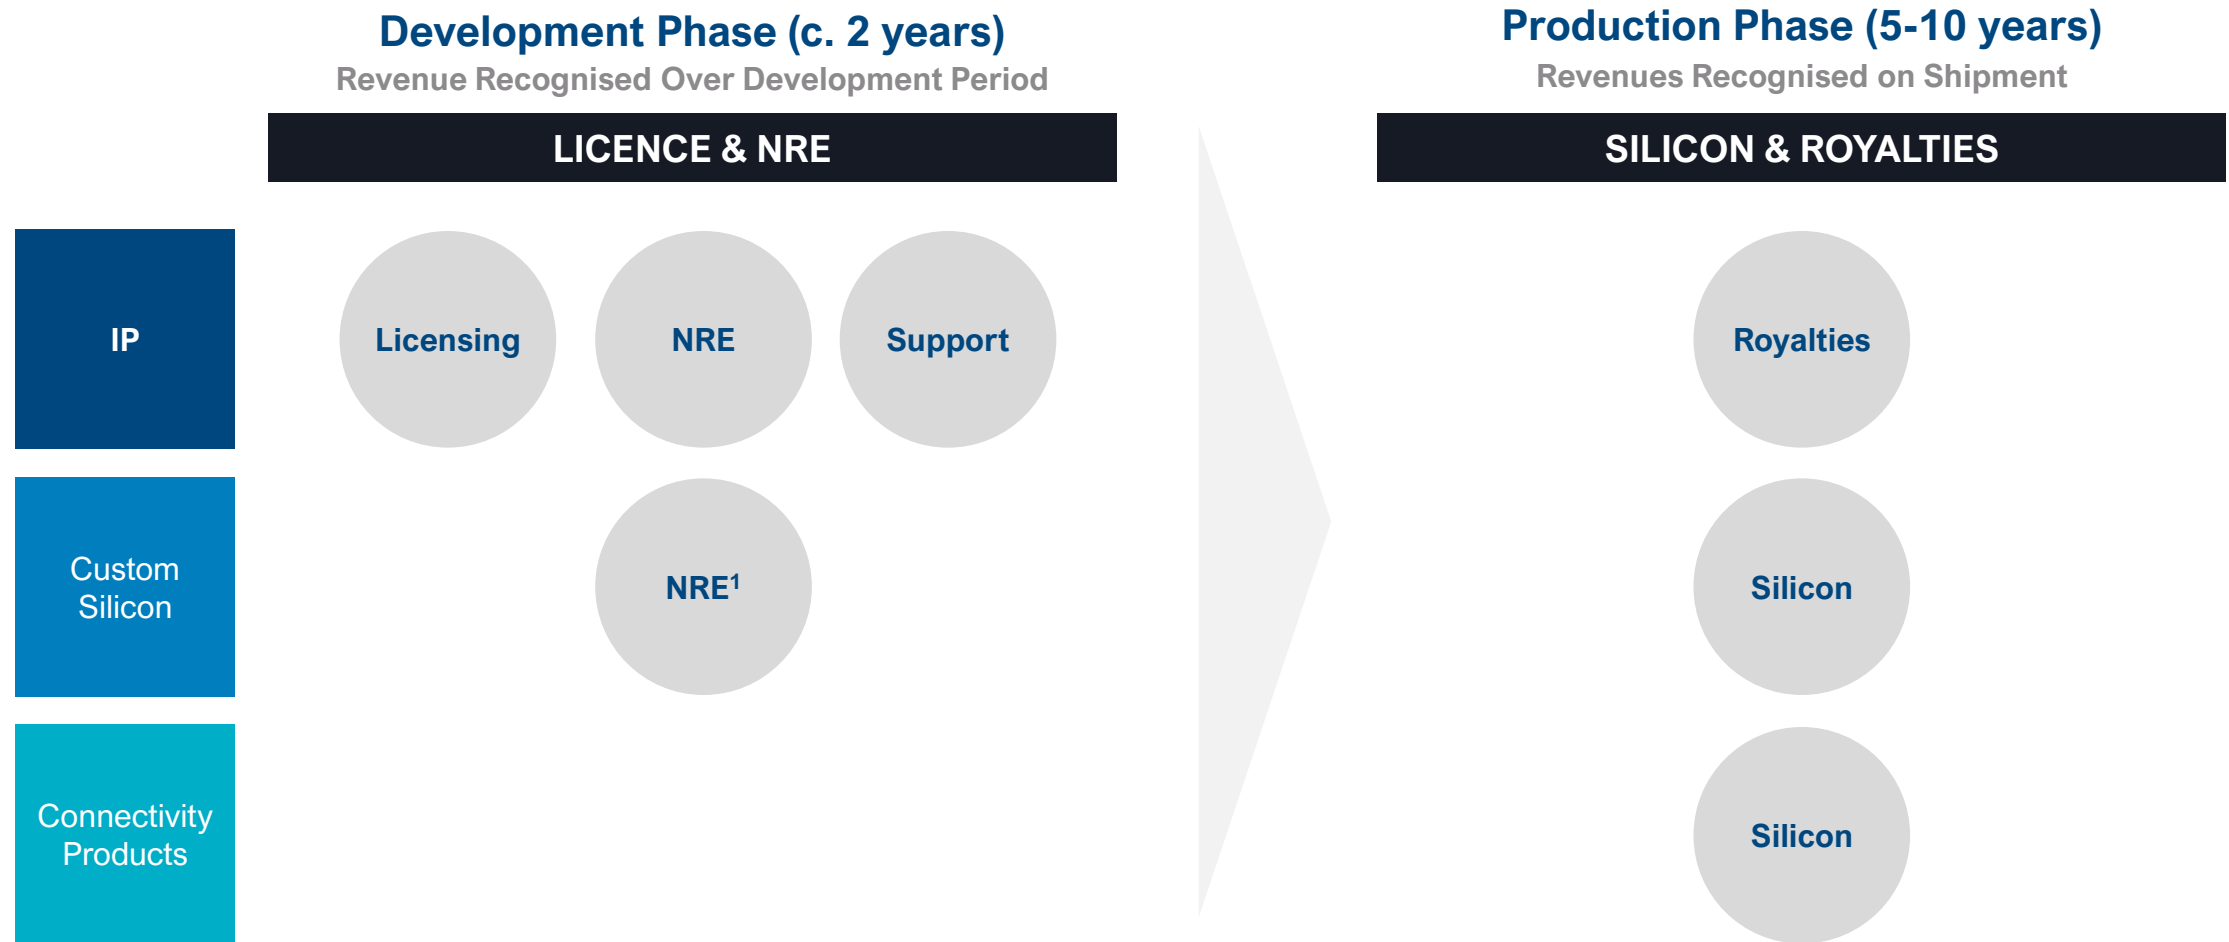 Development Phase (c. 2 years)
Revenue Recognised Over Development Period
LICENCE & NRE
Production Phase (5-10 years)
Revenues Recognised on Shipment
SILICON & ROYALTIES
IP
Licensing
NRE
Support
Royalties
Custom
Silicon
NRE¹
Silicon
Connectivity
Products
Silicon